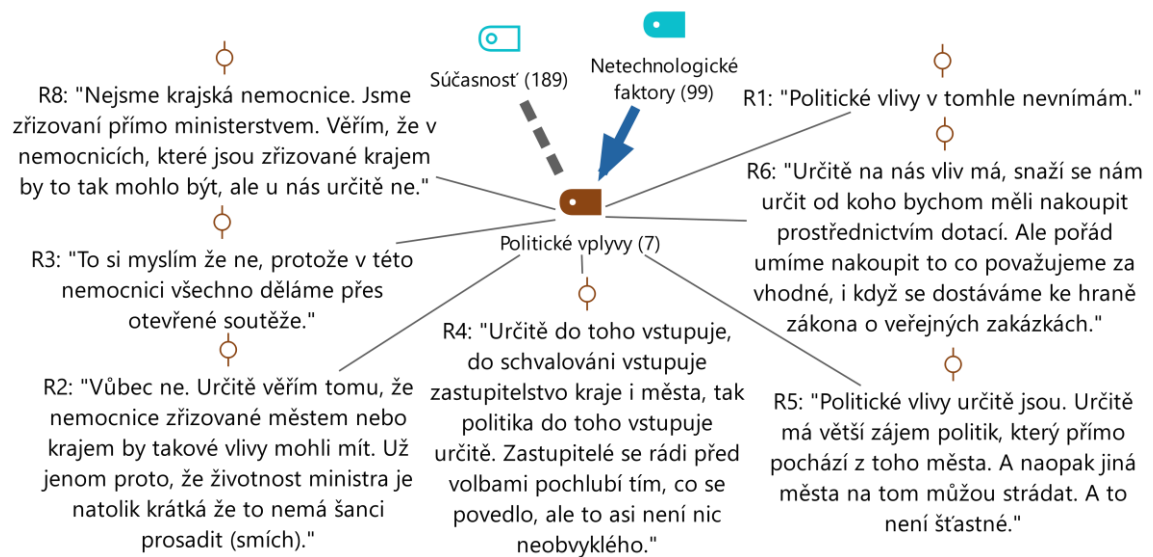 Súčasnosť (189)
Netechnologické
faktory (99)
R8: "Nejsme krajská nemocnice. Jsme
zřizovaní přímo ministerstvem. Věřím, že v
nemocnicích, které jsou zřizované krajem
by to tak mohlo být, ale u nás určitě ne."
R1: "Politické vlivy v tomhle nevnímám."
R6: "Určitě na nás vliv má, snaží se nám
určit od koho bychom měli nakoupit
prostřednictvím dotací. Ale pořád
umíme nakoupit to co považujeme za
vhodné, i když se dostáváme ke hraně
zákona o veřejných zakázkách."
Politické vplyvy (7)
R3: "To si myslím že ne, protože v této
nemocnici všechno děláme přes
otevřené soutěže."
R4: "Určitě do toho vstupuje,
do schvalováni vstupuje
zastupitelstvo kraje i města, tak
politika do toho vstupuje
určitě. Zastupitelé se rádi před
volbami pochlubí tím, co se
povedlo, ale to asi není nic
neobvyklého."
R2: "Vůbec ne. Určitě věřím tomu, že
nemocnice zřizované městem nebo
krajem by takové vlivy mohli mít. Už
jenom proto, že životnost ministra je
natolik krátká že to nemá šanci
prosadit (smích)."
R5: "Politické vlivy určitě jsou. Určitě
má větší zájem politik, který přímo
pochází z toho města. A naopak jiná
města na tom můžou strádat. A to
není šťastné."